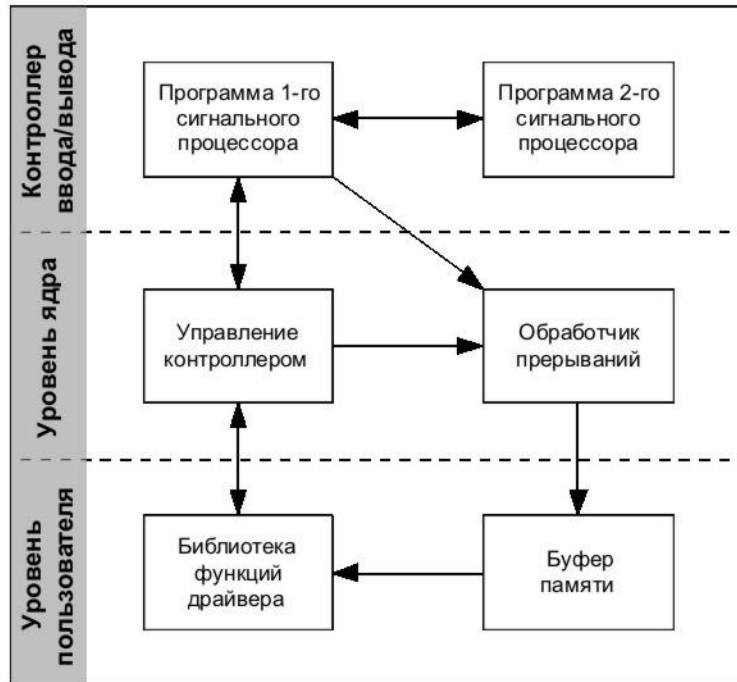 Контроллер
ввода/вывода
Программа 1-го
сигнального
процессора
Программа 2-го
сигнального
процессора
Уровень ядра
Управление
контроллером
Обработчик
прерываний
Уровень
пользователя
Библиотека
функций
драйвера
Буфер
памяти